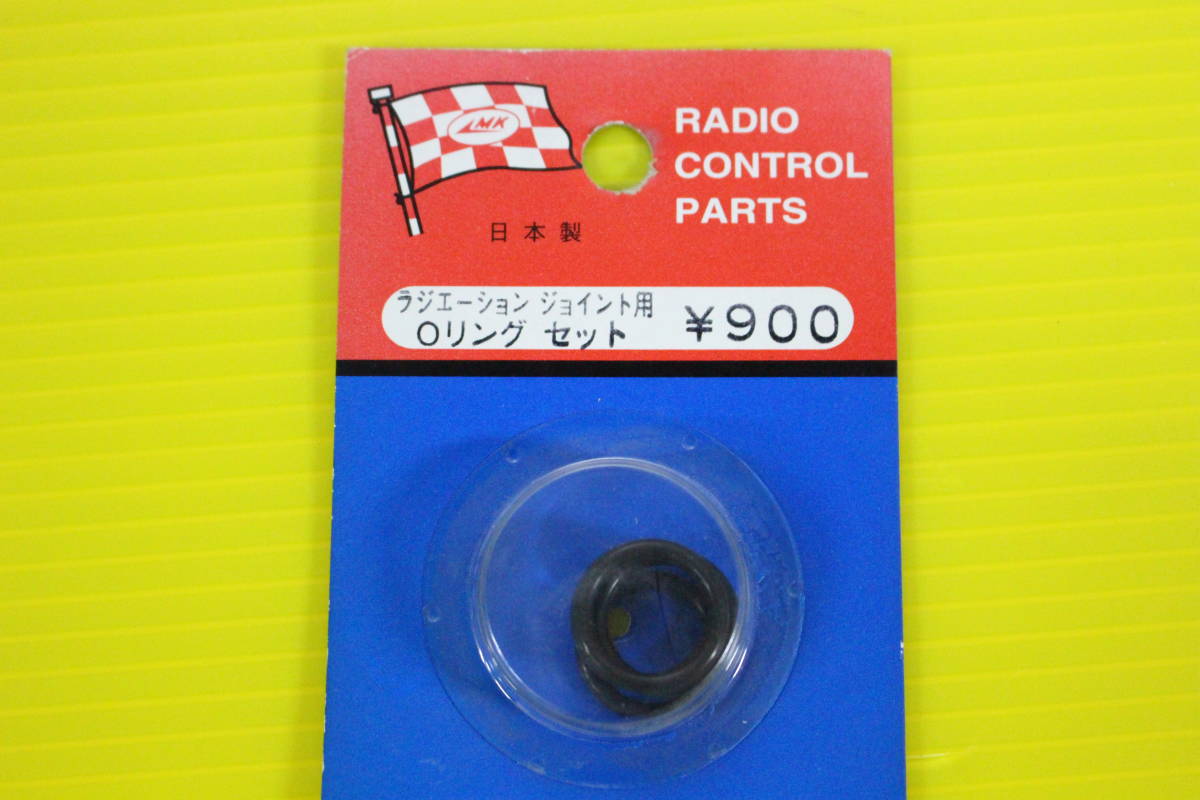 LMK
RADIO
CONTROL
PARTS
日本製
ラジエーション ジョイント用
Oリング セット
¥900